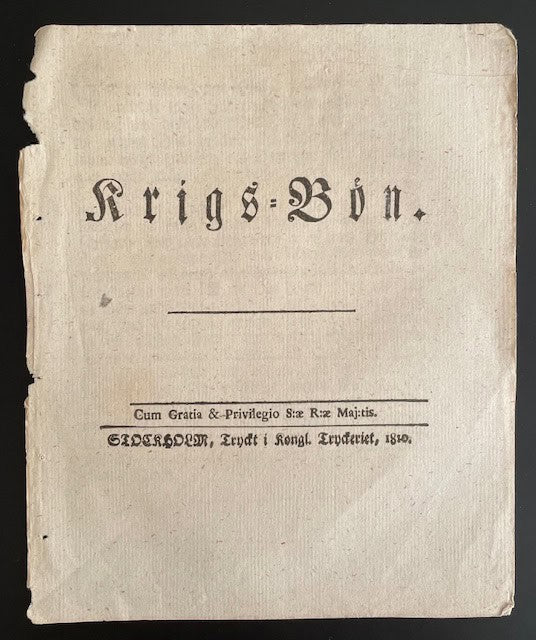 Krigs=Bön.
Cum Gratia & Privilegio S:æ R:æ Maj:tis.
STOCKHOLM, Tryckt i Kongl. Tryckeriet, 1810.